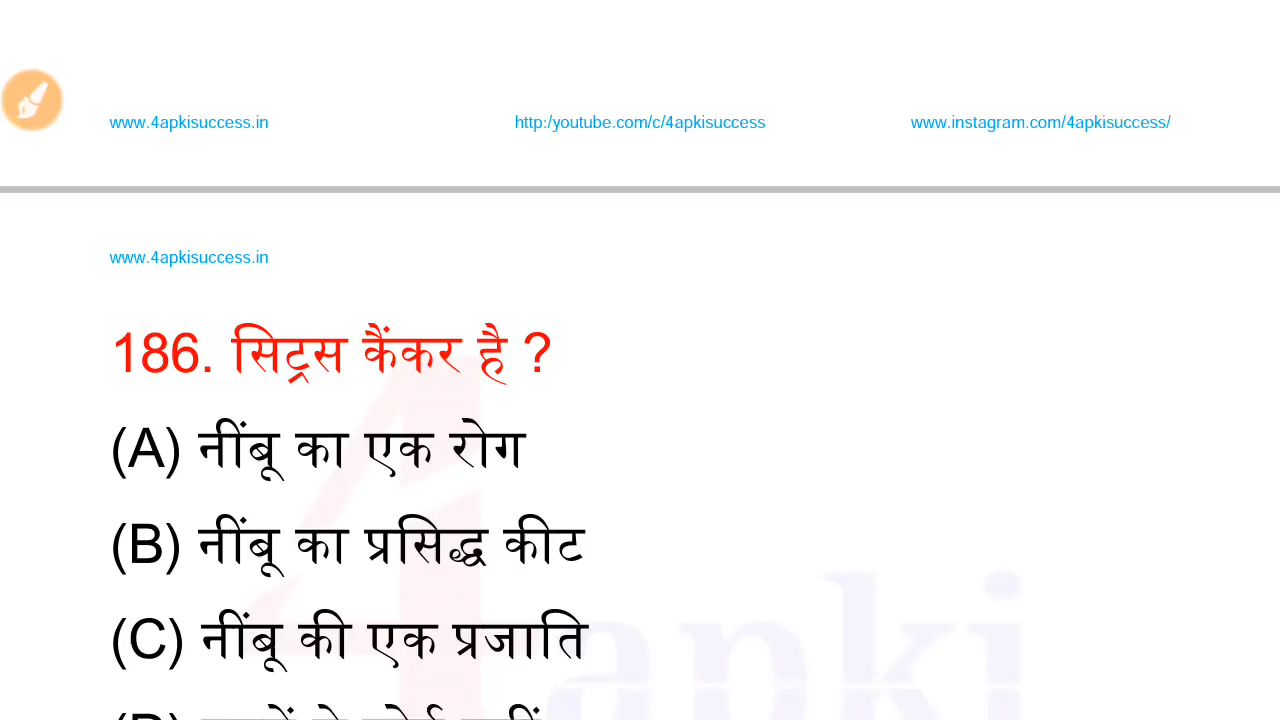 www.4apkisuccess.in http:/youtube.com/c/4apkisuccess www.instagram.com/4apkisuccess/
www.4apkisuccess.in
186. सिट्रस कैंकर है ?
(A) नींबू का एक रोग
(B) नींबू का प्रसिद्ध कीट
(C) नींबू की एक प्रजाति
4apki